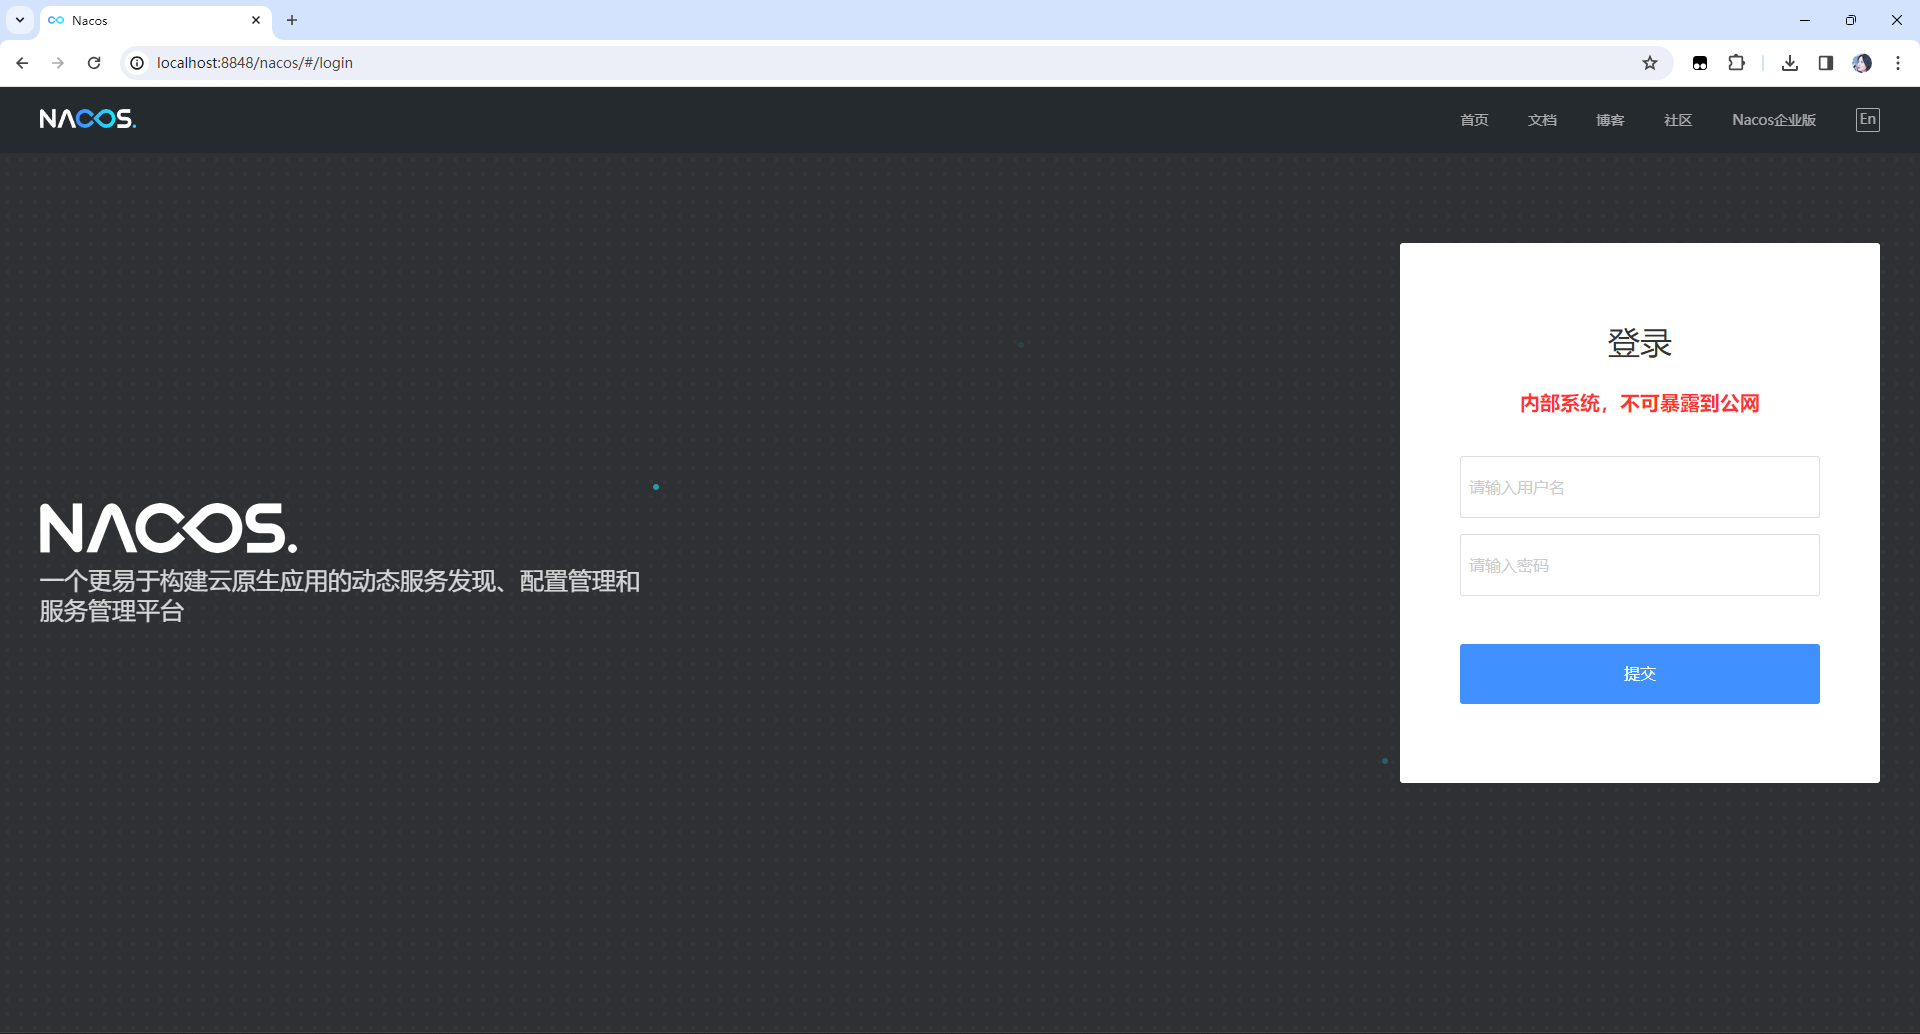 Nacos
localhost:8848/nacos/#/login
NACOS.
首页
文档
博客
社区
Nacos企业版
En
登录
内部系统，不可暴露到公网
请输入用户名
请输入密码
提交
NACOS.
一个更易于构建云原生应用的动态服务发现、配置管理和
服务管理平台